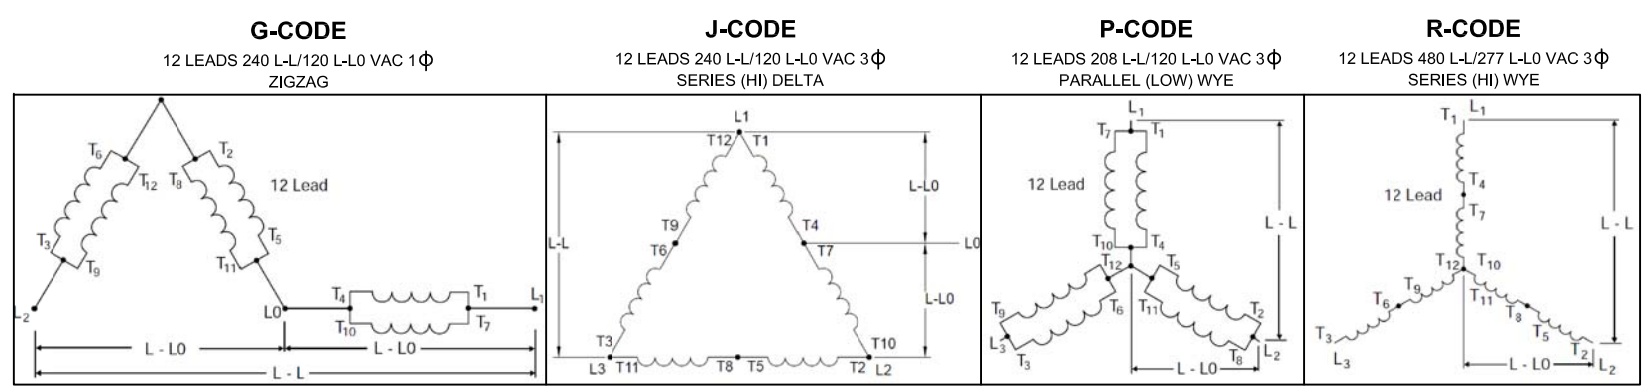 G-CODE
12 LEADS 240 L-L/120 L-L0 VAC 1Φ
ZIGZAG
T6
T12
T2
T8
12 Lead
T3
T9
T5
T11
L2
L0
T4
T10
T1
T7
L1
L - L0
L - L0
L - L
J-CODE
12 LEADS 240 L-L/120 L-L0 VAC 3Φ
SERIES (HI) DELTA
L1
T12 T1
L-L
L-L0
T9
T6
T4
T7
L0
L-L0
T3
T10
L3 T11 T8 T5 T2 L2
P-CODE
12 LEADS 208 L-L/120 L-L0 VAC 3Φ
PARALLEL (LOW) WYE
L1
T7 T1
12 Lead
L - L
T10 T4
T12 T5
T9
T6
T11
T2
L3
T3
T8
L2
L - L0
R-CODE
12 LEADS 480 L-L/277 L-L0 VAC 3Φ
SERIES (HI) WYE
T1 L1
T4
12 Lead
T7
L - L
T12 T10
T9
T11
T6
T8
T3
T5
T2
L3
L2
L - L0